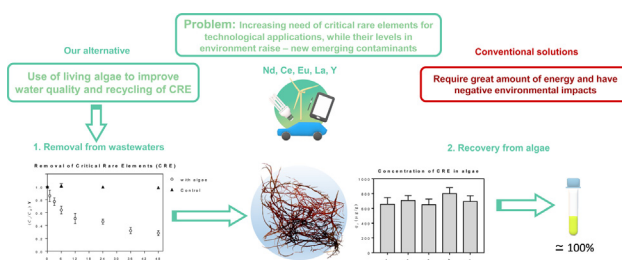 Problem: Increasing need of critical rare elements for
technological applications, while their levels in
environment raise – new emerging contaminants
Our alternative
Conventional solutions
Use of living algae to improve
water quality and recycling of CRE
Nd, Ce, Eu, La, Y
Require great amount of energy and have
negative environmental impacts
1. Removal from wastewaters
2. Recovery from algae
Removal of Critical Rare Elements (CRE)
with algae
Control
Concentration of CRE in algae
≃ 100%